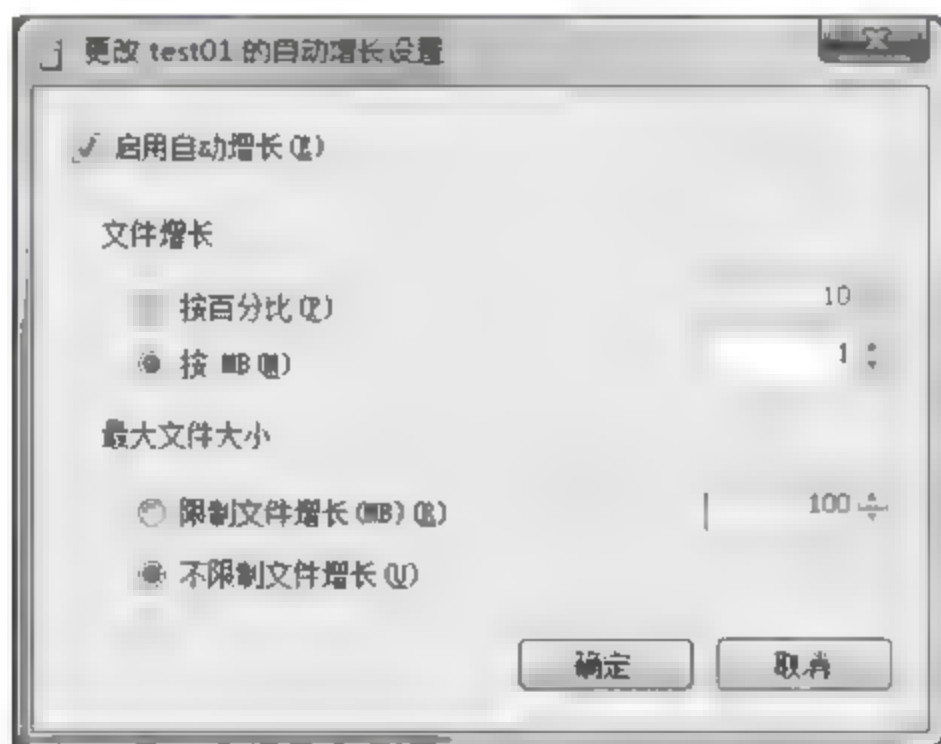 更改 test01 的自动增长设置
启用自动增长(E)
文件增长
按百分比(P) 10
按 MB(M) 1
最大文件大小
限制文件增长(MB)(R) 100
不限制文件增长(U)
确定 取消